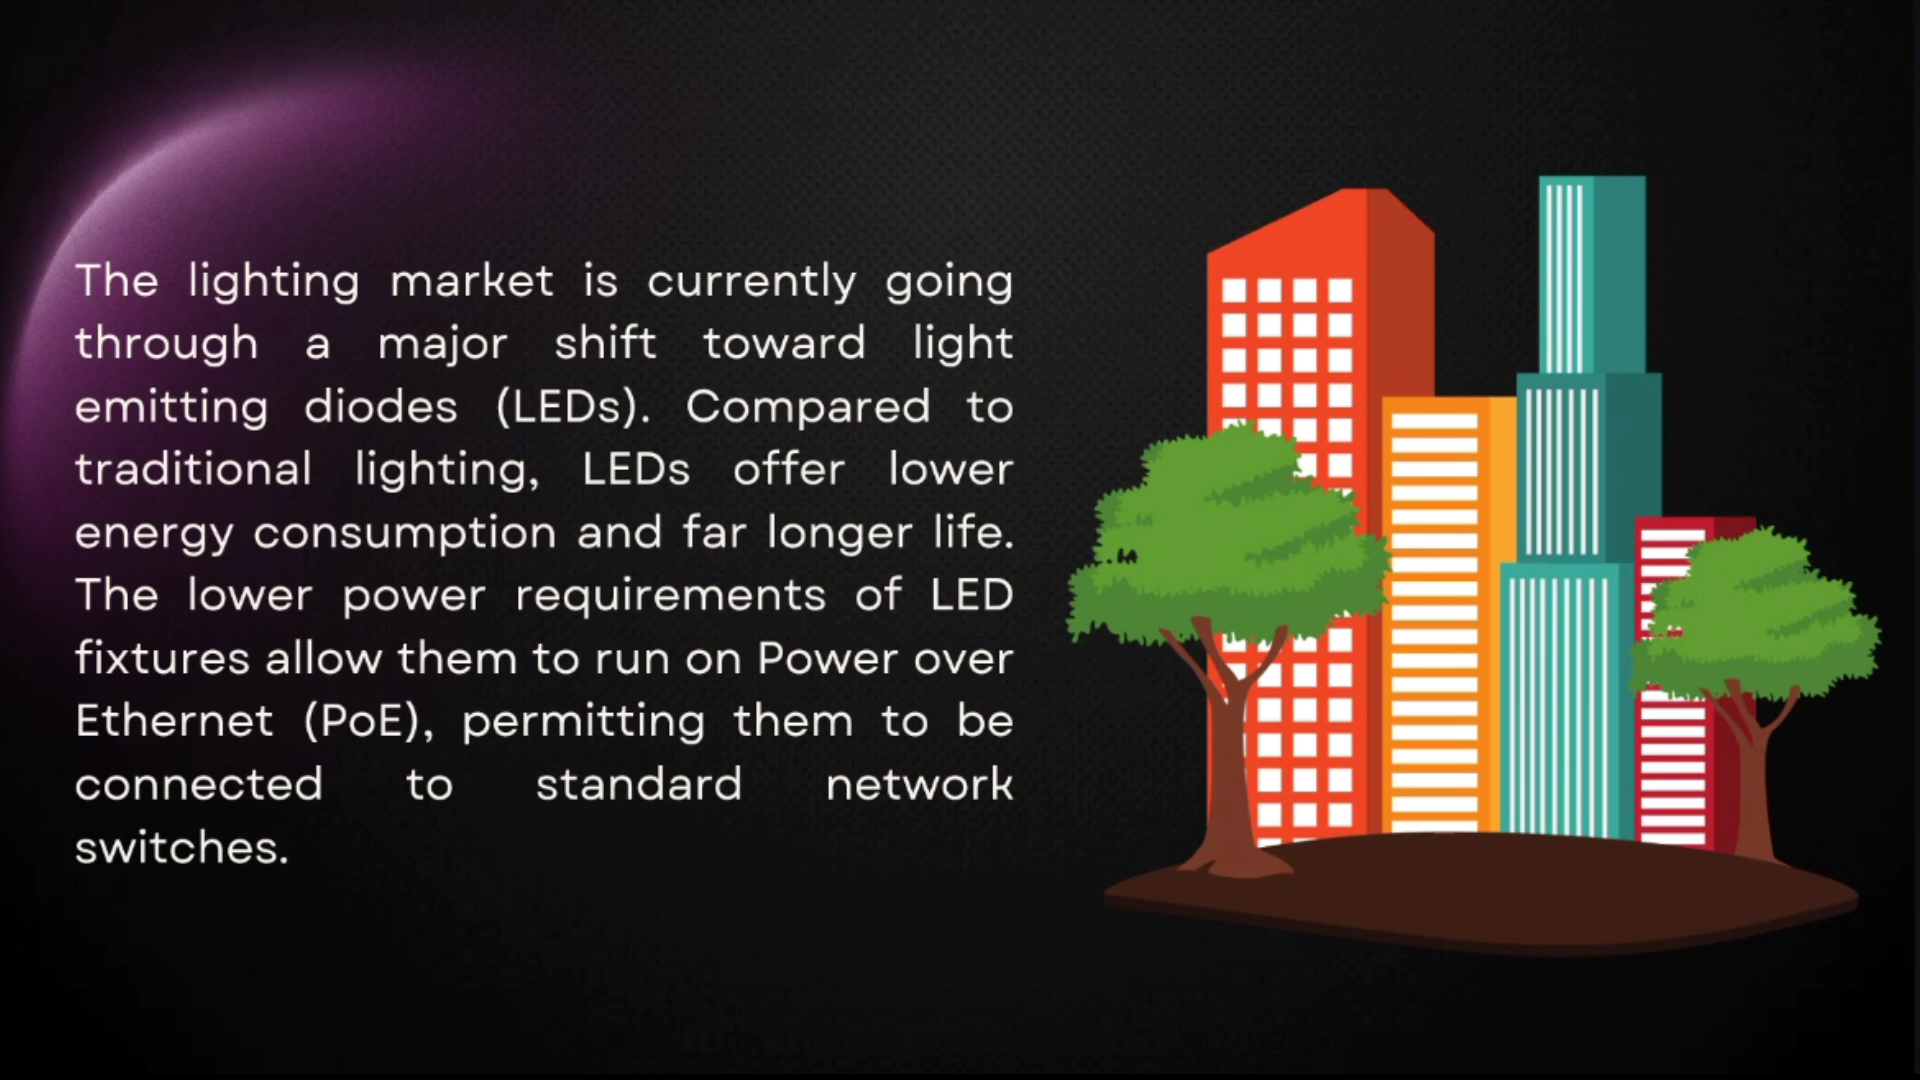 The lighting market is currently going
through a major shift toward light
emitting diodes (LEDs). Compared to
traditional lighting, LEDs offer lower
energy consumption and far longer life.
The lower power requirements of LED
fixtures allow them to run on Power over
Ethernet (PoE), permitting them to be
connected to standard network
switches.